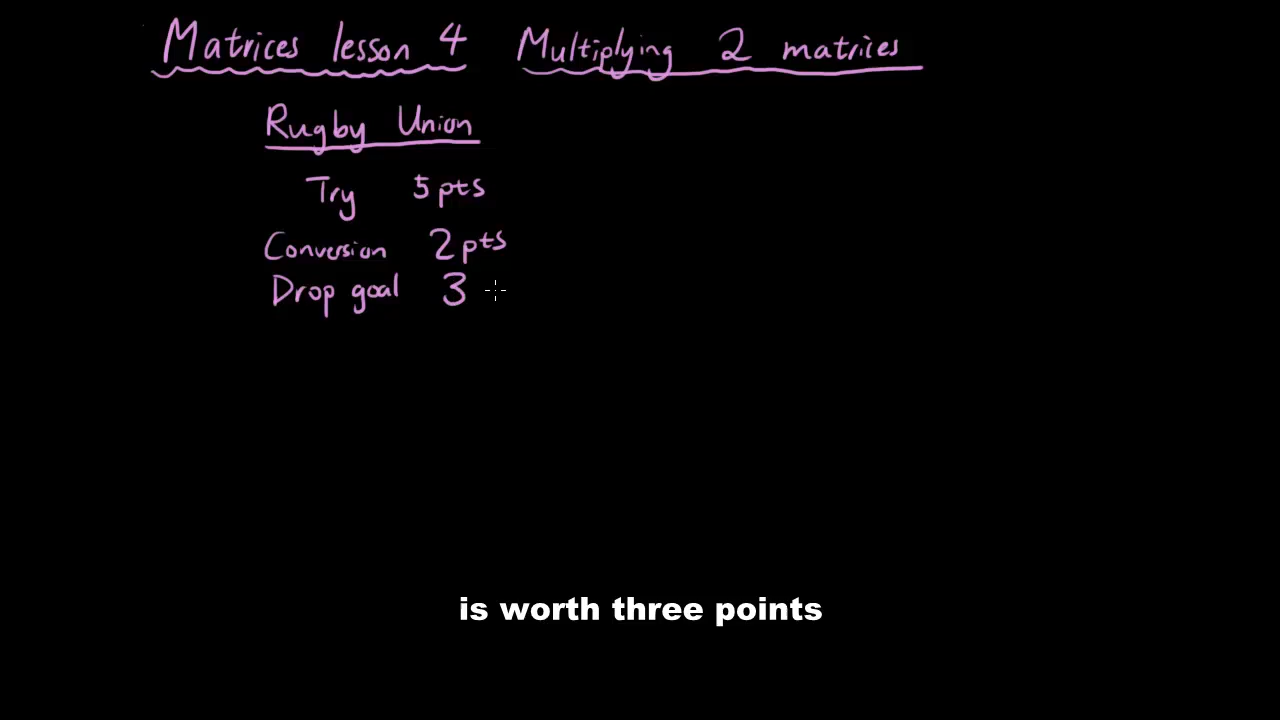 Matrices lesson 4 Multiplying 2 matrices
Rugby Union
Try 5 pts
Conversion 2 pts
Drop goal 3
is worth three points